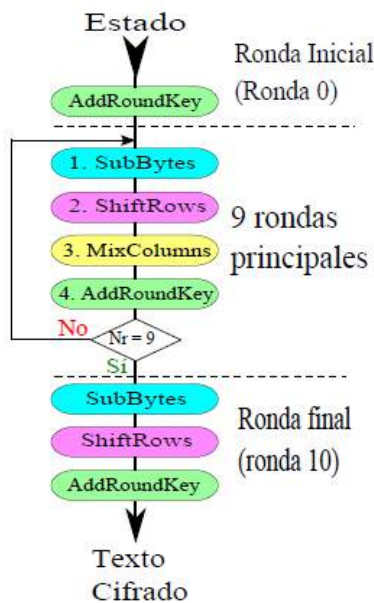 Estado
Ronda Inicial
(Ronda 0)
AddRoundKey
1. SubBytes
2. ShiftRows
3. MixColumns
4. AddRoundKey
9 rondas
principales
No
Nr = 9
Sí
SubBytes
ShiftRows
AddRoundKey
Ronda final
(ronda 10)
Texto
Cifrado